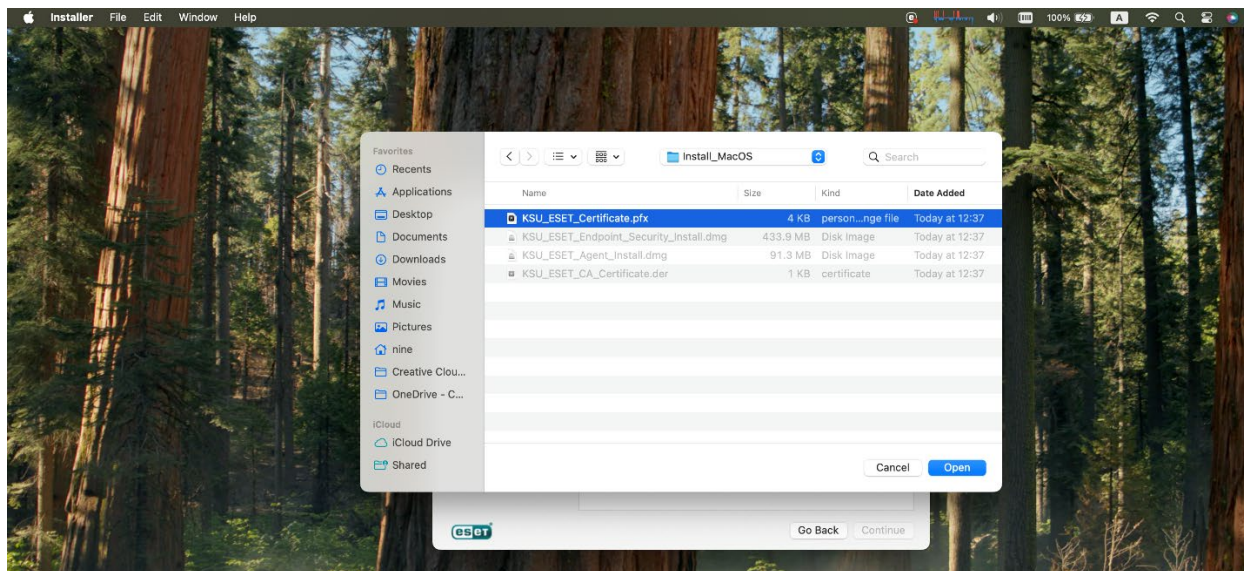 Installer File Edit Window Help
100% A
Favorites
Recents
Applications
Desktop
Documents
Downloads
Movies
Music
Pictures
nine
Creative Clou...
OneDrive - C...
iCloud
iCloud Drive
Shared
Install_MacOS
Search
Name Size Kind Date Added
KSU_ESET_Certificate.pfx 4 KB person...nge file Today at 12:37
KSU_ESET_Endpoint_Security_Install.dmg 433.9 MB Disk Image Today at 12:37
KSU_ESET_Agent_Install.dmg 91.3 MB Disk Image Today at 12:37
KSU_ESET_CA_Certificate.der 1 KB certificate Today at 12:37
Cancel Open
eset
Go Back Continue